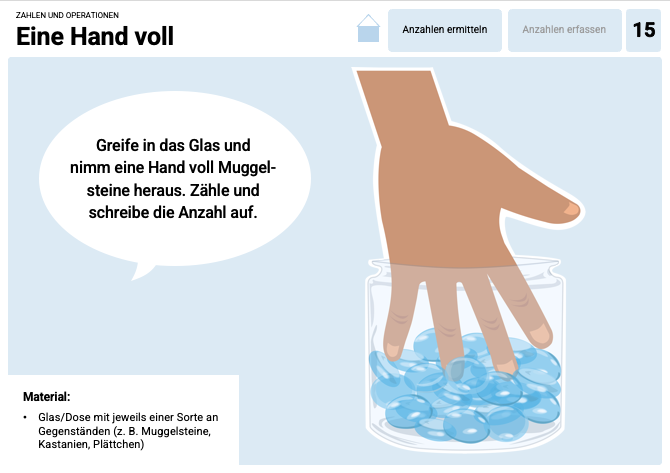 ZAHLEN UND OPERATIONEN
Eine Hand voll
Anzahlen ermitteln
Anzahlen erfassen
15
Greife in das Glas und
nimm eine Hand voll Muggel-
steine heraus. Zähle und
schreibe die Anzahl auf.
Material:
• Glas/Dose mit jeweils einer Sorte an
Gegenständen (z. B. Muggelsteine,
Kastanien, Plättchen)